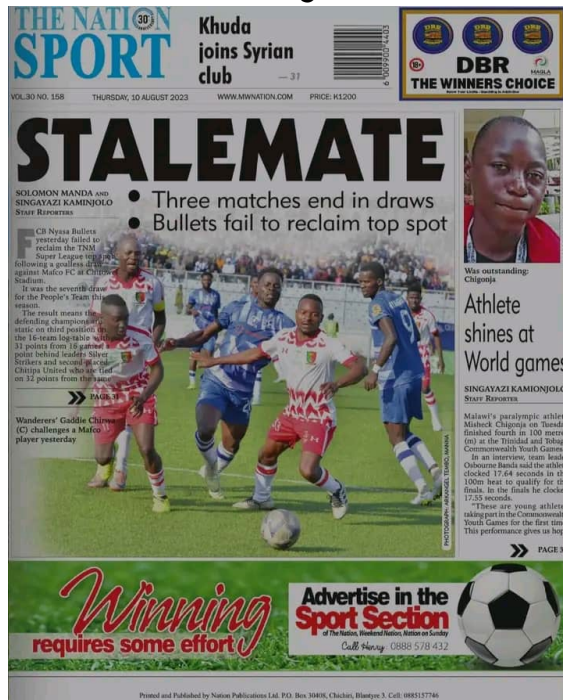 THE NATION
30
SPORT
Khuda
joins Syrian
club — 31
6 009900 464403
18+
DBR
MAGLA
THE WINNERS CHOICE
VOL.30 NO. 158 THURSDAY, 10 AUGUST 2023 WWW.MWNATION.COM PRICE: K1200
STALEMATE
• Three matches end in draws
• Bullets fail to reclaim top spot
SOLOMON MANDA AND
SINGAYAZI KAMINJOLO
STAFF REPORTERS
FCB Nyasa Bullets
yesterday failed to
reclaim the TNM
Super League top spot
following a goalless draw
against Mafco FC at Chitowe
Stadium.
It was the seventh draw
for the People's Team this
season.
The result means the
defending champions are
static on third position on
the 16-team log-table with
31 points from 16 games, a
point behind leaders Silver
Strikers and second-placed
Chitipa United who are tied
on 32 points from the same
PAGE 31
Wanderers' Gaddie Chirwa
(C) challenges a Mafco
player yesterday
Was outstanding:
Chigonja
Athlete
shines at
World games
SINGAYAZI KAMINJOLO
STAFF REPORTER
Malawi's paralympic athlete
Misheck Chigonja on Tuesday
finished fourth in 100 metres
(m) at the Trinidad and Tobago
Commonwealth Youth Games.
In an interview, team leader
Osbourne Banda said the athlete
clocked 17.64 seconds in the
100m heat to qualify for the
finals. In the finals he clocked
17.55 seconds.
"These are young athletes
taking part in the Commonwealth
Youth Games for the first time.
This performance gives us hope
PAGE 3
Winning
requires some effort
Advertise in the
Sport Section
of The Nation, Weekend Nation, Nation on Sunday
Call Henry: 0888 578 432
Printed and Published by Nation Publications Ltd. P.O. Box 30408, Chichiri, Blantyre 3. Cell: 0885157746